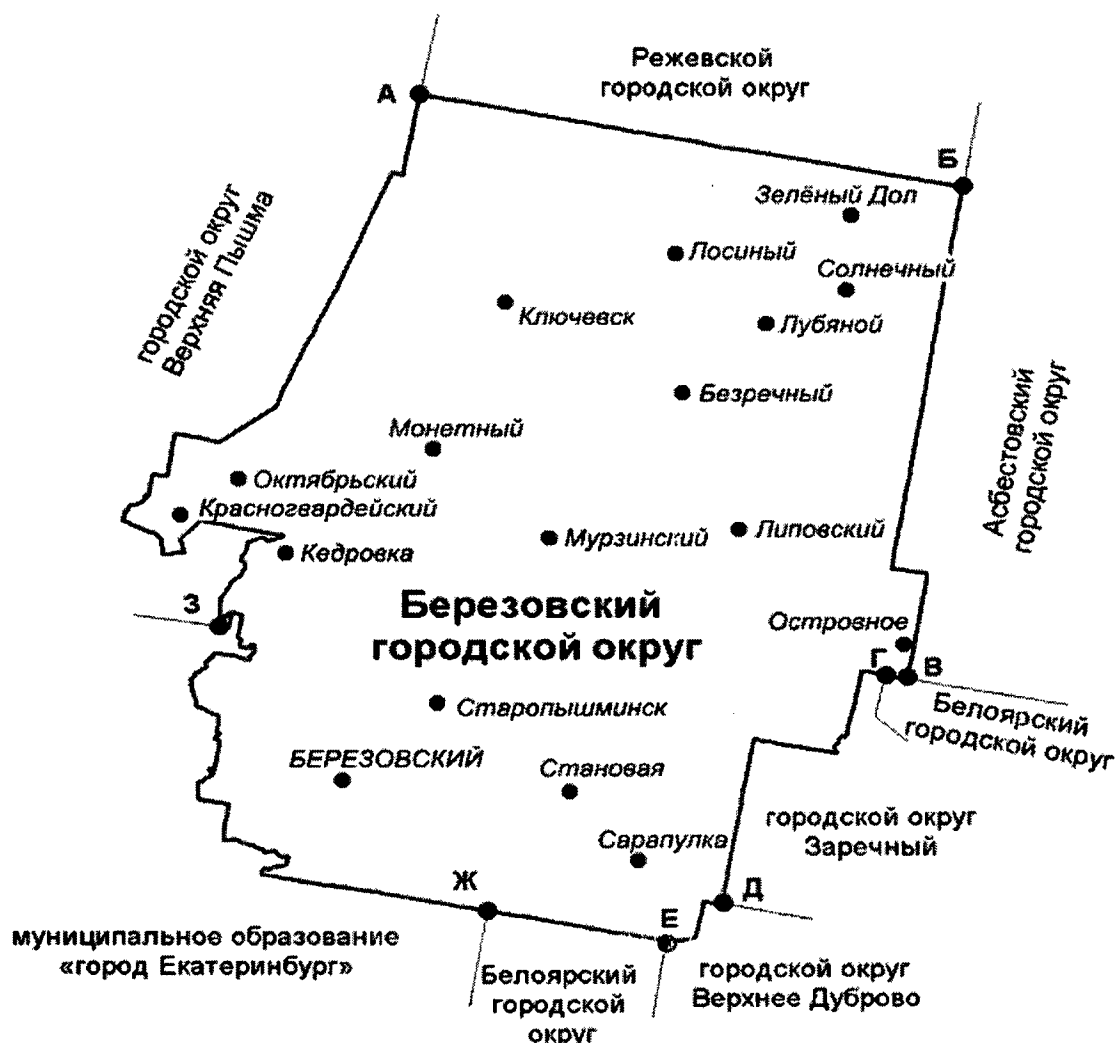 Режевской
городской округ
А
Б
Зелёный Дол
Лосиный
Солнечный
городской округ
Верхняя Пышма
Ключевск
Лубяной
Безречный
Монетный
Асбестовский
городской округ
Октябрьский
Красногвардейский
Мурзинский
Липовский
Кедровка
З
Березовский
городской округ
Островное
Г
В
Белоярский
городской округ
Старопышминск
БЕРЕЗОВСКИЙ
Становая
городской округ
Заречный
Сарапулка
Ж
Е
Д
муниципальное образование
«город Екатеринбург»
Белоярский
городской
округ
городской округ
Верхнее Дуброво